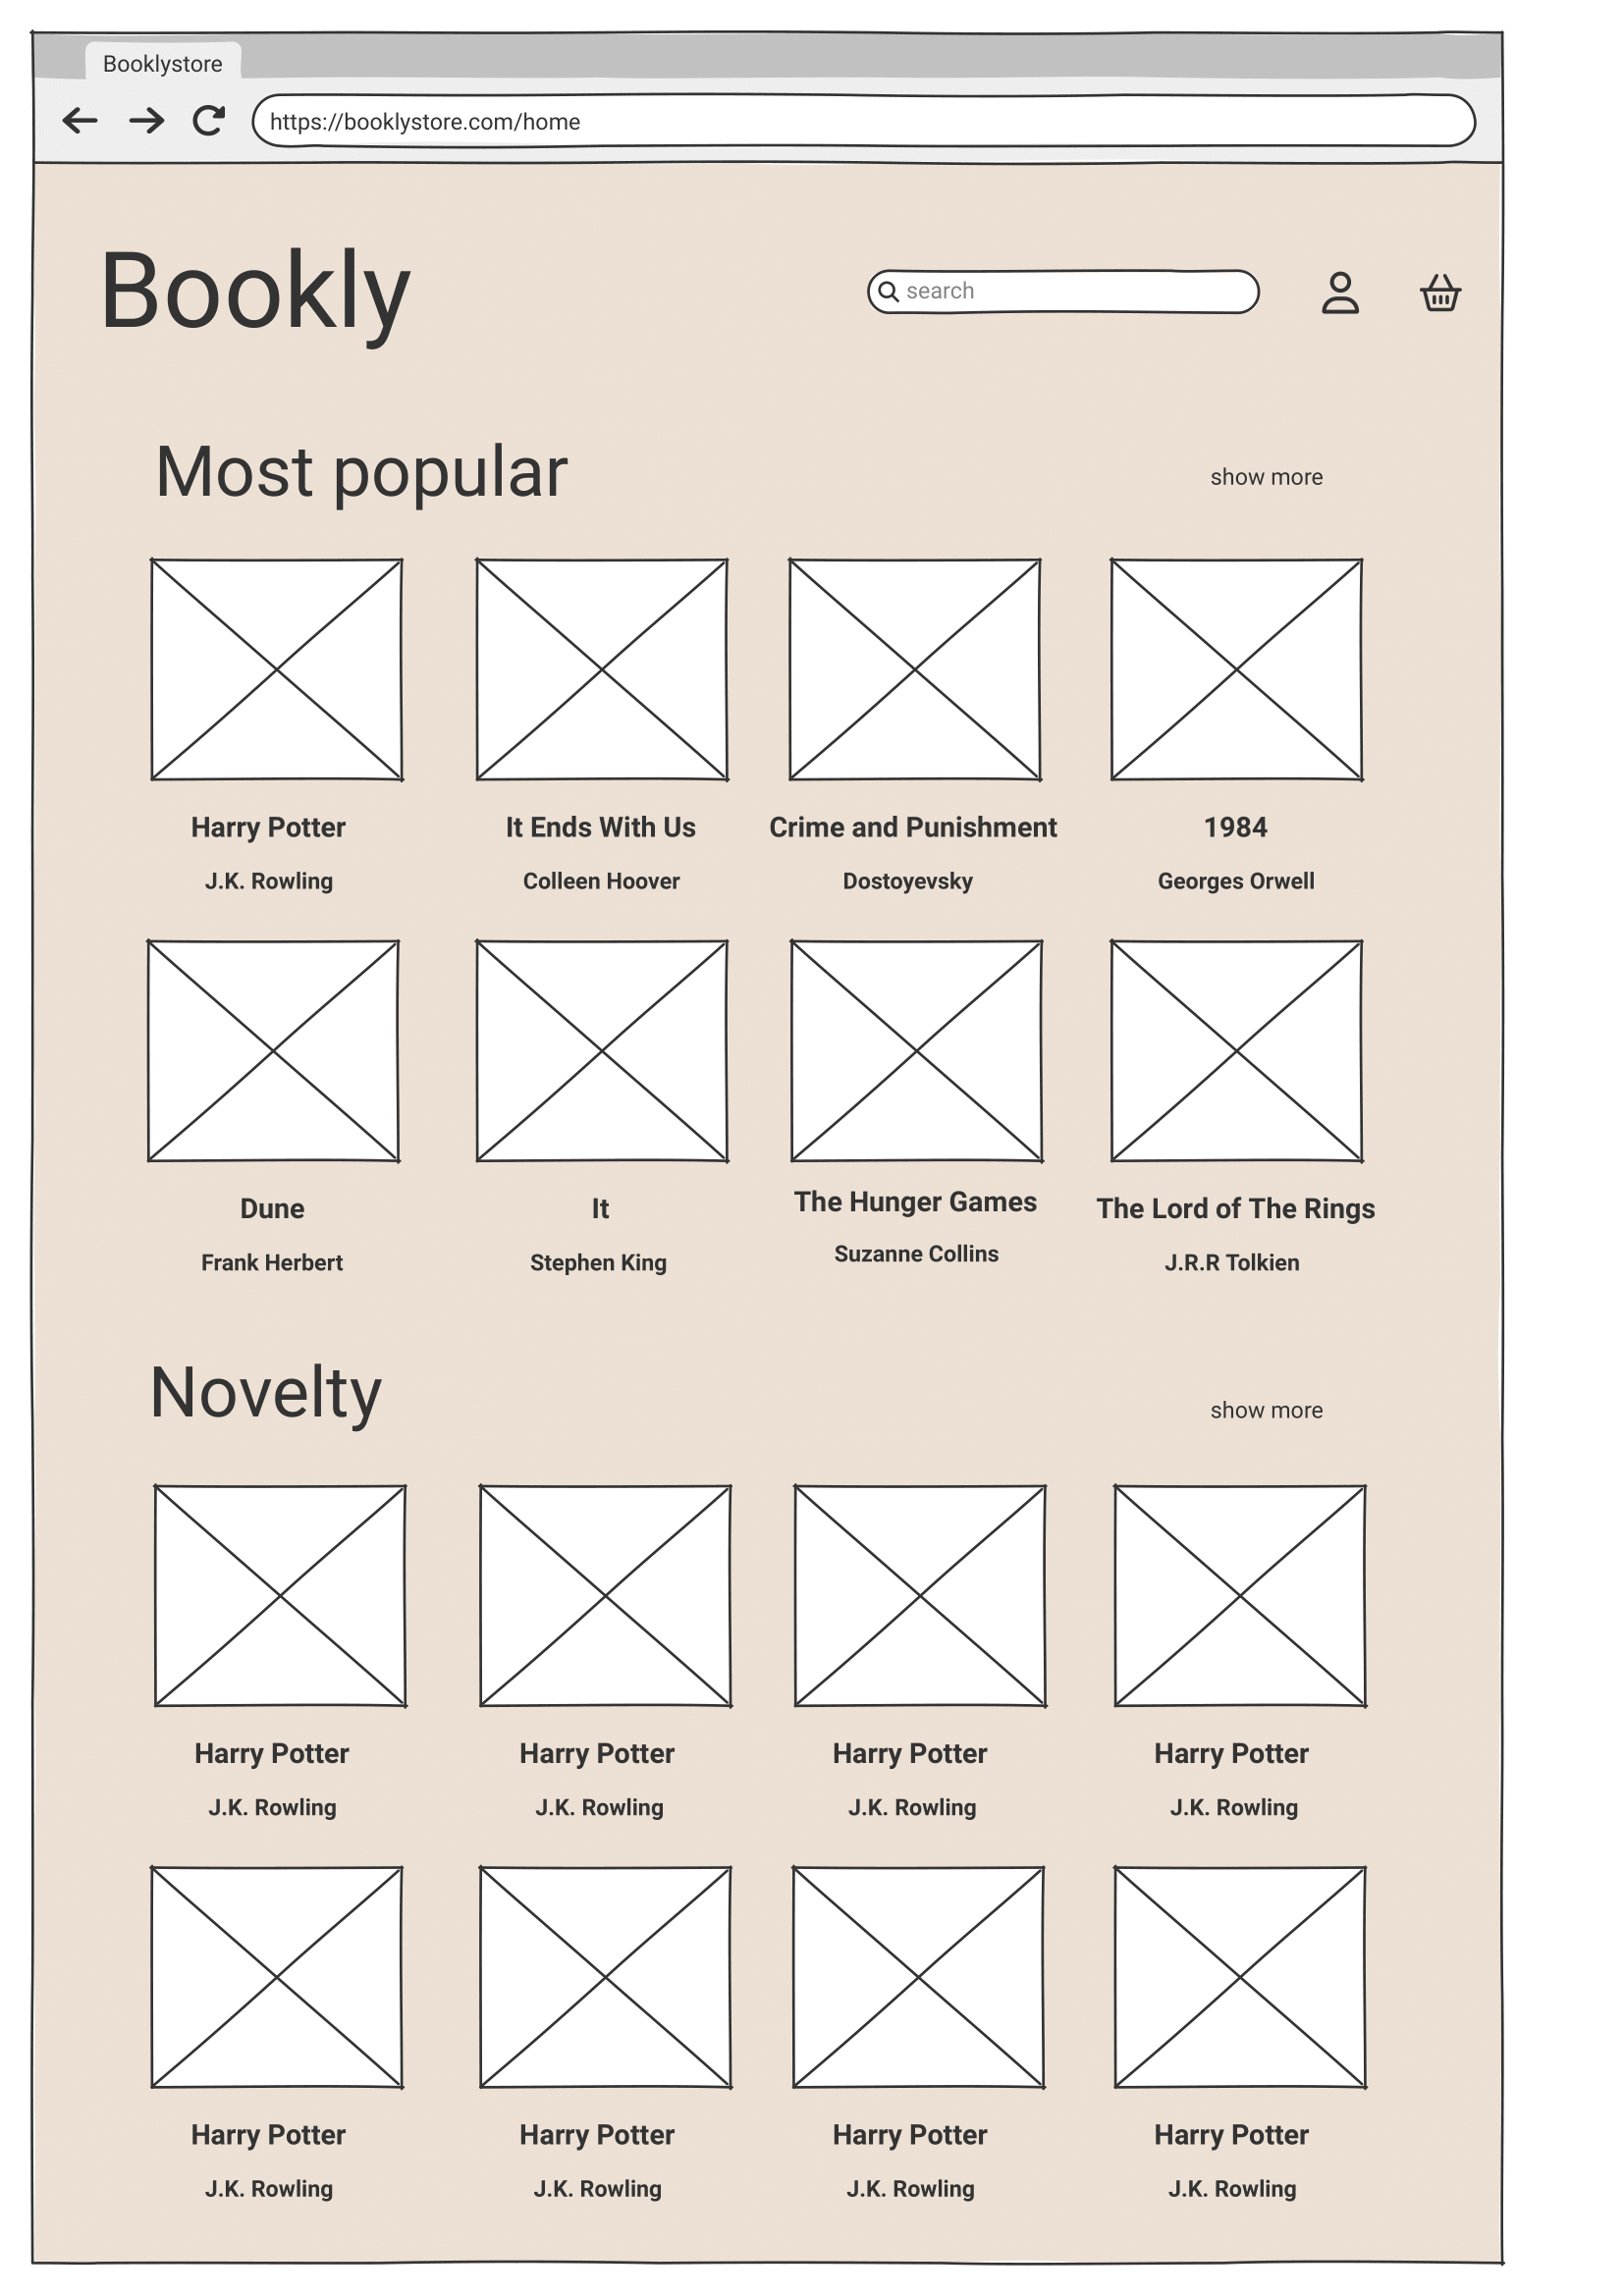 Booklystore
https://booklystore.com/home
Bookly
search
Most popular
show more
Harry Potter
It Ends With Us
Crime and Punishment
1984
J.K. Rowling
Colleen Hoover
Dostoyevsky
Georges Orwell
Dune
It
The Hunger Games
The Lord of The Rings
Frank Herbert
Stephen King
Suzanne Collins
J.R.R Tolkien
Novelty
show more
Harry Potter
Harry Potter
Harry Potter
Harry Potter
J.K. Rowling
J.K. Rowling
J.K. Rowling
J.K. Rowling
Harry Potter
Harry Potter
Harry Potter
Harry Potter
J.K. Rowling
J.K. Rowling
J.K. Rowling
J.K. Rowling